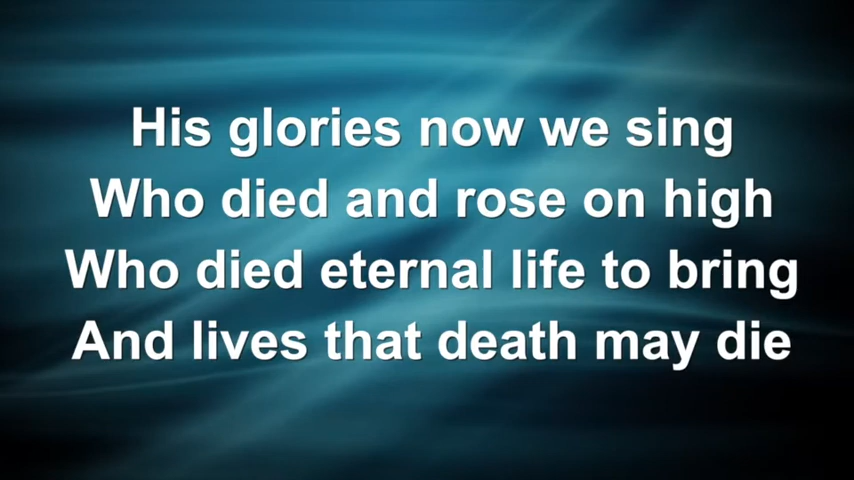 His glories now we sing
Who died and rose on high
Who died eternal life to bring
And lives that death may die